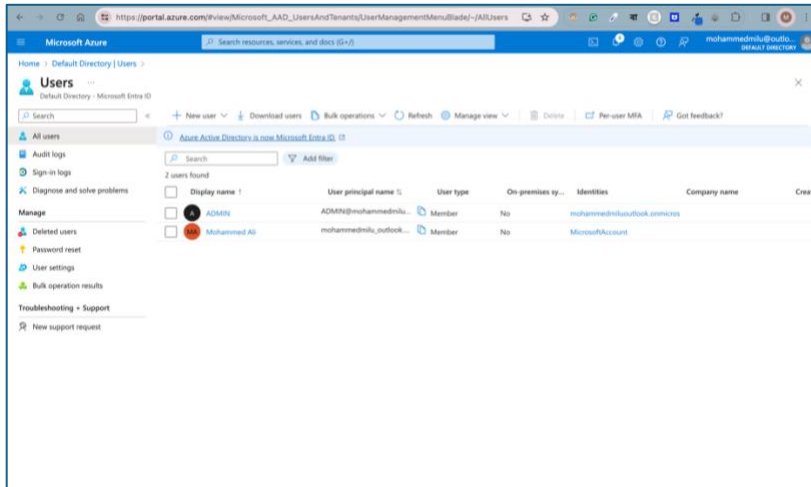 https://portal.azure.com/#view/Microsoft_AAD_UsersAndTenants/UserManagementMenuBlade/~/AllUsers
Microsoft Azure
Search resources, services, and docs (G+/)
mohammedmilu@outlo...
DEFAULT DIRECTORY
Home > Default Directory | Users >
Users ...
Default Directory - Microsoft Entra ID
Search
New user
Download users
Bulk operations
Refresh
Manage view
Delete
Per-user MFA
Got feedback?
All users
Audit logs
Sign-in logs
Diagnose and solve problems
Manage
Deleted users
Password reset
User settings
Bulk operation results
Troubleshooting + Support
New support request
Azure Active Directory is now Microsoft Entra ID.
Search
Add filter
2 users found
Display name ↑ User principal name User type On-premises sy... Identities Company name Crea
A ADMIN ADMIN@mohammedmilu... Member No mohammedmiluoutlook.onmicros
MA Mohammed Ali mohammedmilu_outlook... Member No MicrosoftAccount